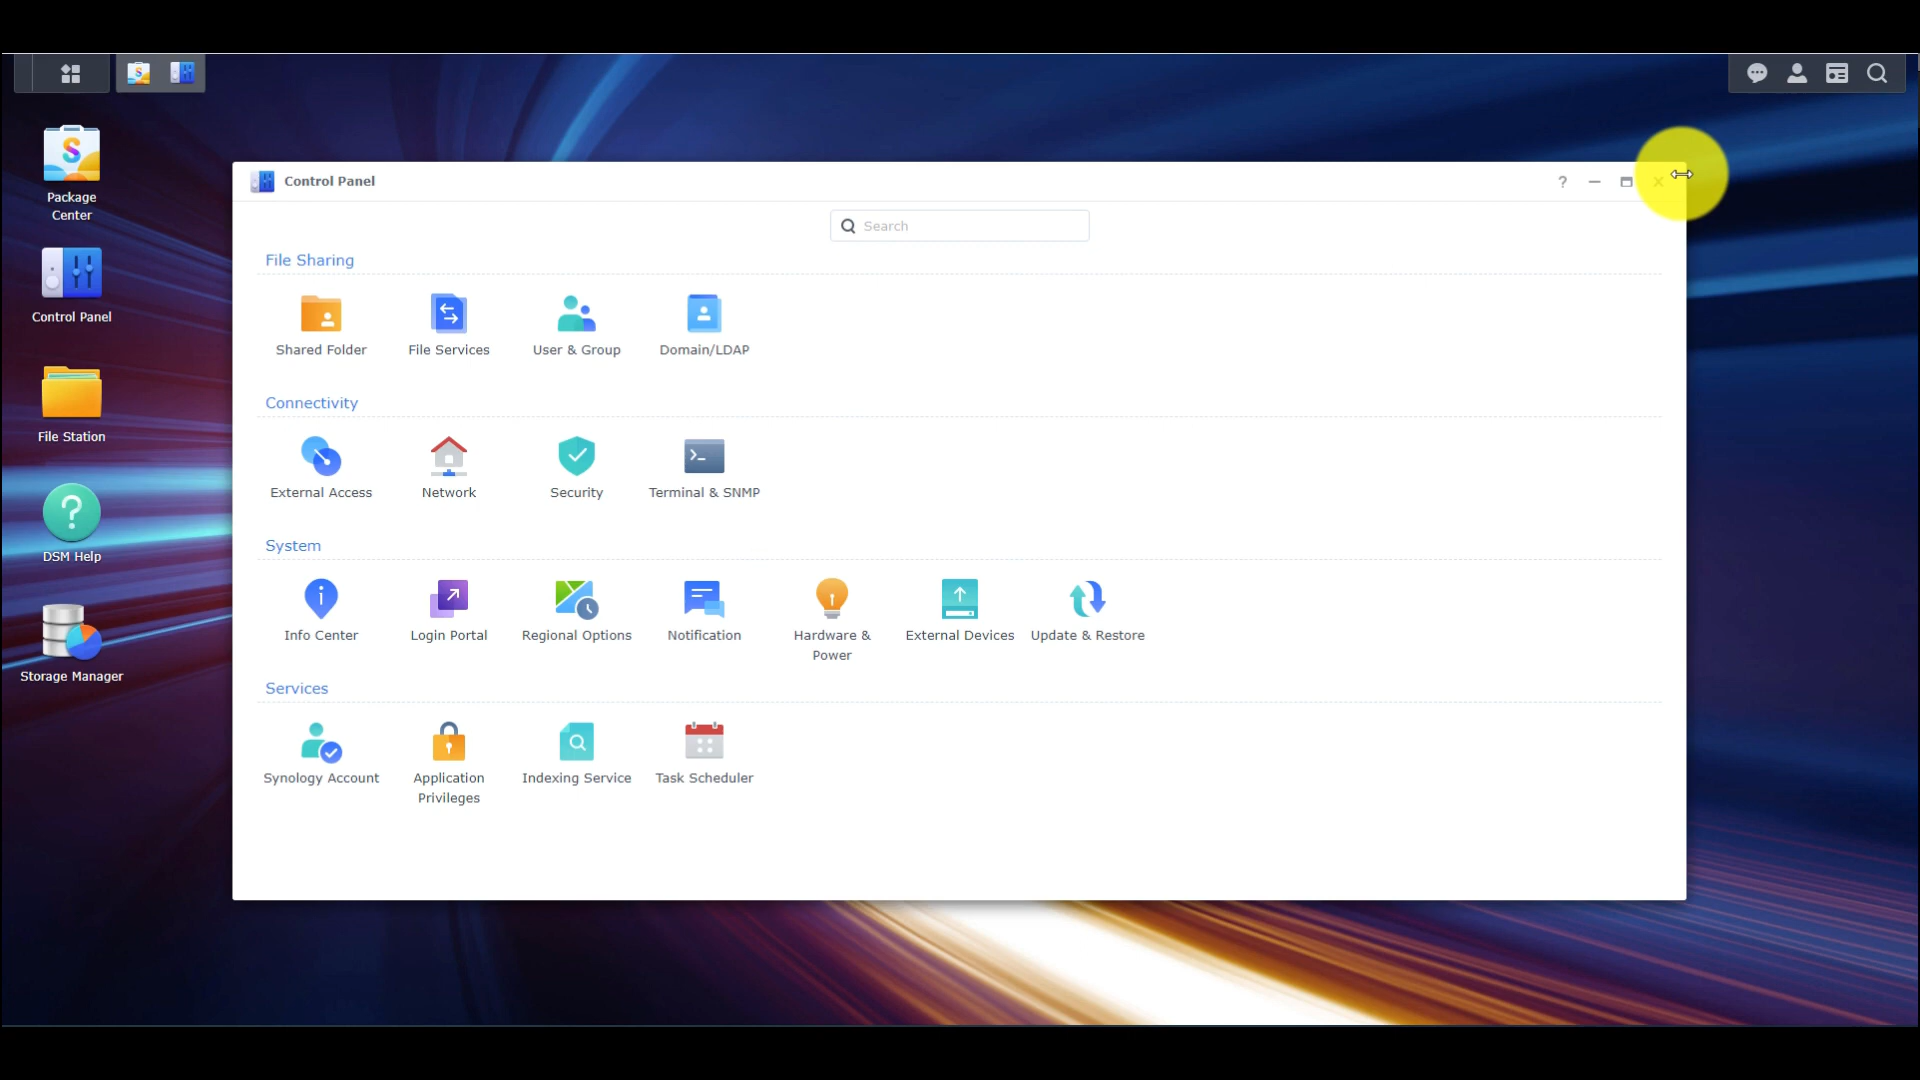 Package
Center
Control Panel
File Station
DSM Help
Storage Manager
Control Panel
?
Search
File Sharing
Shared Folder
File Services
User & Group
Domain/LDAP
Connectivity
External Access
Network
Security
Terminal & SNMP
System
Info Center
Login Portal
Regional Options
Notification
Hardware &
Power
External Devices
Update & Restore
Services
Synology Account
Application
Privileges
Indexing Service
Task Scheduler